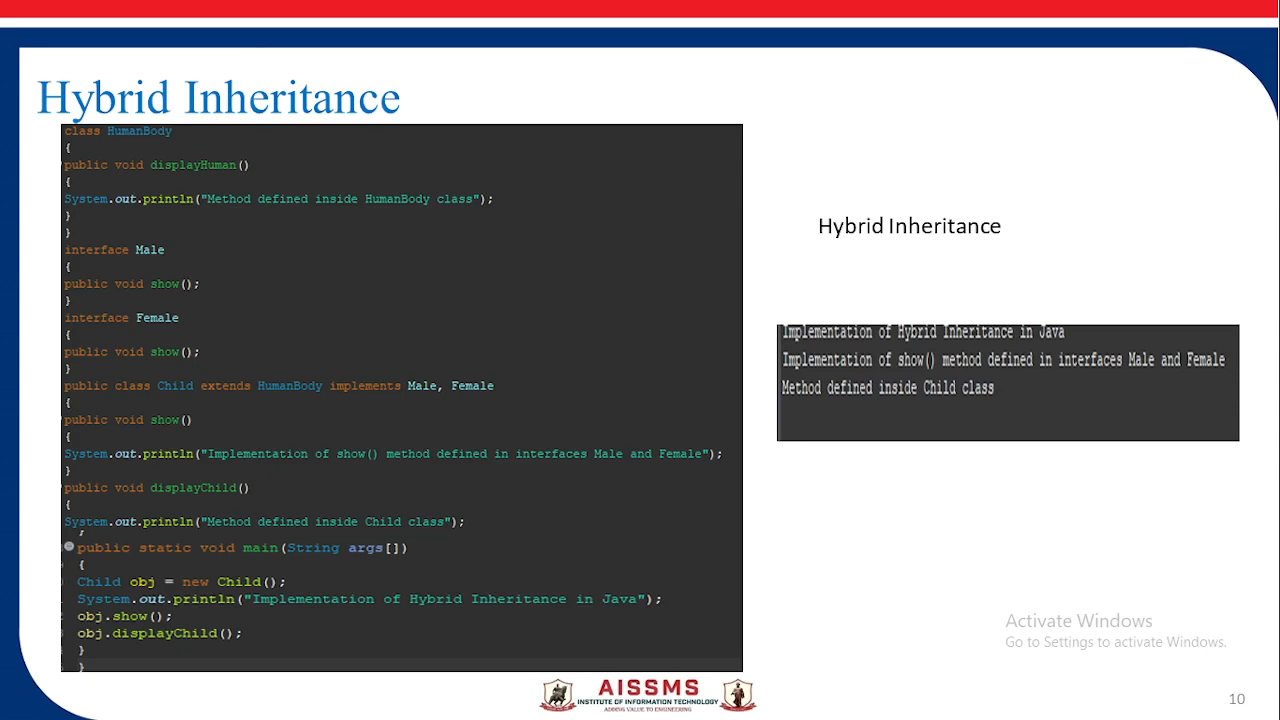 Hybrid Inheritance
class HumanBody
{
public void displayHuman()
{
System.out.println("Method defined inside HumanBody class");
}
}
interface Male
{
public void show();
}
interface Female
{
public void show();
}
public class Child extends HumanBody implements Male, Female
{
public void show()
{
System.out.println("Implementation of show() method defined in interfaces Male and Female");
}
public void displayChild()
{
System.out.println("Method defined inside Child class");
public static void main(String args[])
{
Child obj = new Child();
System.out.println("Implementation of Hybrid Inheritance in Java");
obj.show();
obj.displayChild();
}
}
Hybrid Inheritance
Implementation of Hybrid Inheritance in Java
Implementation of show() method defined in interfaces Male and Female
Method defined inside Child class
Activate Windows
Go to Settings to activate Windows.
AISSMS
INSTITUTE OF INFORMATION TECHNOLOGY
ADDING VALUE TO ENGINEERING
10